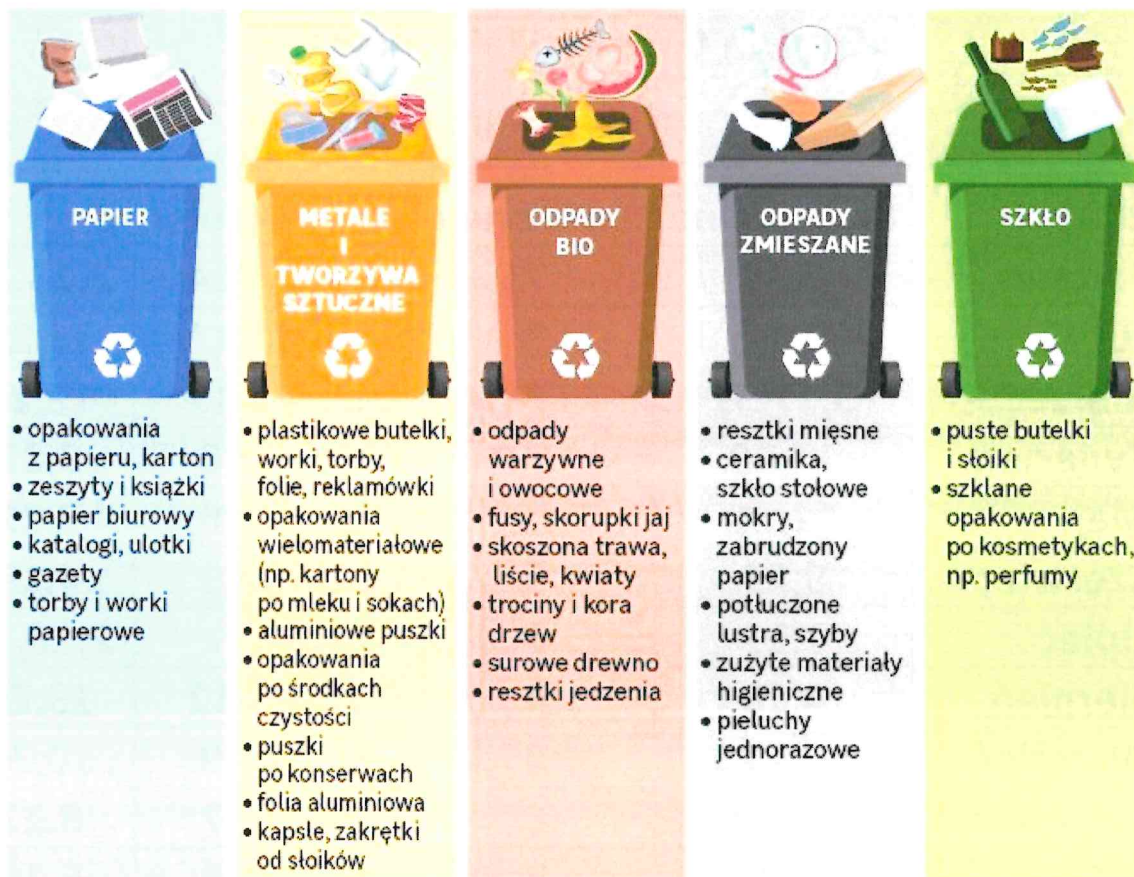 PAPIER
• opakowania
z papieru, karton
• zeszyty i książki
• papier biurowy
• katalogi, ulotki
• gazety
• torby i worki
papierowe
METALE
I
TWORZYWA
SZTUCZNE
• plastikowe butelki,
worki, torby,
folie, reklamówki
• opakowania
wielomateriałowe
(np. kartony
po mleku i sokach)
• aluminiowe puszki
• opakowania
po środkach
czystości
• puszki
po konserwach
• folia aluminiowa
• kapsle, zakrętki
od słoików
ODPADY
BIO
• odpady
warzywne
i owocowe
• fusy, skorupki jaj
• skoszona trawa,
liście, kwiaty
• trociny i kora
drzew
• surowe drewno
• resztki jedzenia
ODPADY
ZMIESZANE
• resztki mięsne
• ceramika,
szkło stołowe
• mokry,
zabrudzony
papier
• potłuczone
lustra, szyby
• zużyte materiały
higieniczne
• pieluchy
jednorazowe
SZKŁO
• puste butelki
i słoiki
• szklane
opakowania
po kosmetykach,
np. perfumy